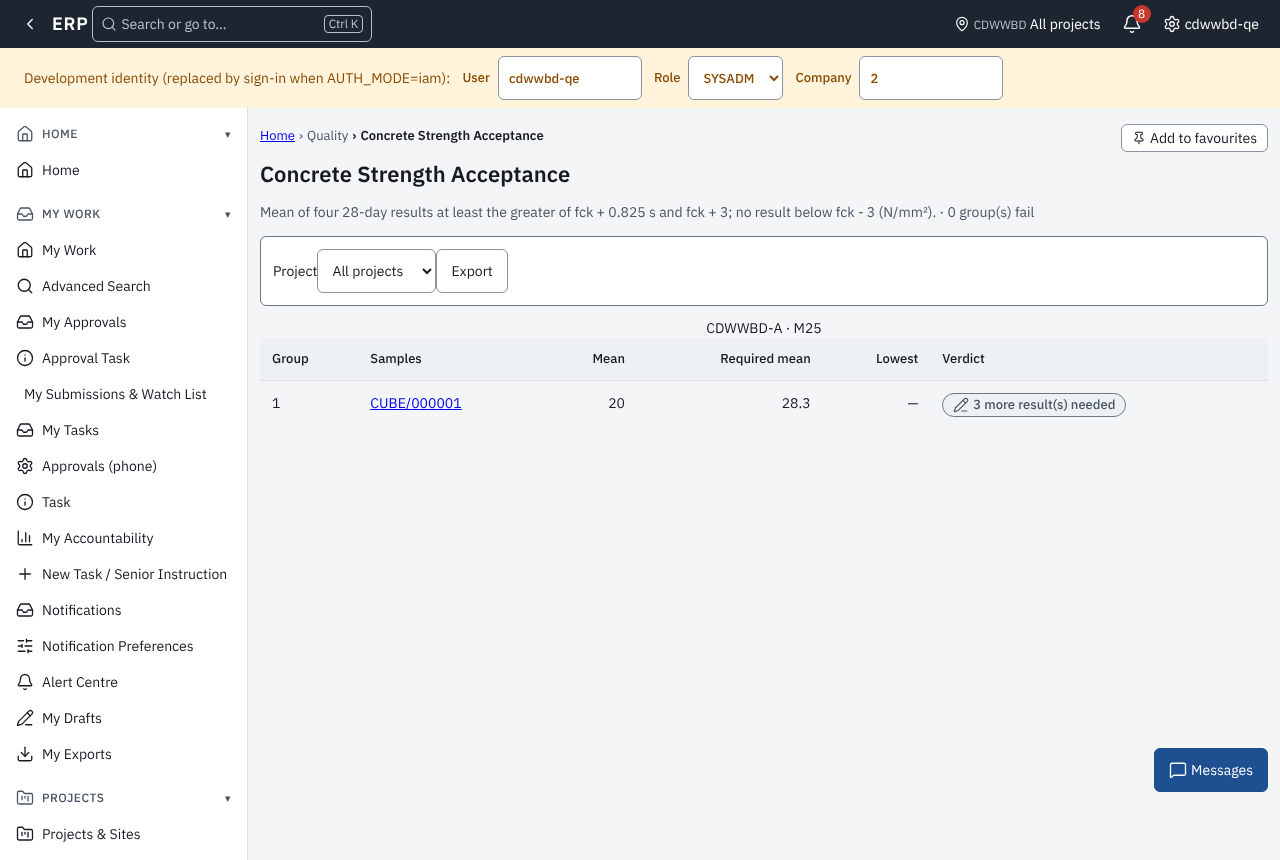 ERP
Search or go to... Ctrl K
CDWWBD All projects
8
cdwwbd-qe
Development identity (replaced by sign-in when AUTH_MODE=iam): User cdwwbd-qe Role SYSADM Company 2
HOME
Home
MY WORK
My Work
Advanced Search
My Approvals
Approval Task
My Submissions & Watch List
My Tasks
Approvals (phone)
Task
My Accountability
New Task / Senior Instruction
Notifications
Notification Preferences
Alert Centre
My Drafts
My Exports
PROJECTS
Projects & Sites
Home › Quality › Concrete Strength Acceptance
Add to favourites
Concrete Strength Acceptance
Mean of four 28-day results at least the greater of fck + 0.825 s and fck + 3; no result below fck - 3 (N/mm²). · 0 group(s) fail
Project All projects Export
CDWWBD-A · M25
Group Samples Mean Required mean Lowest Verdict
1 CUBE/000001 20 28.3 — 3 more result(s) needed
Messages